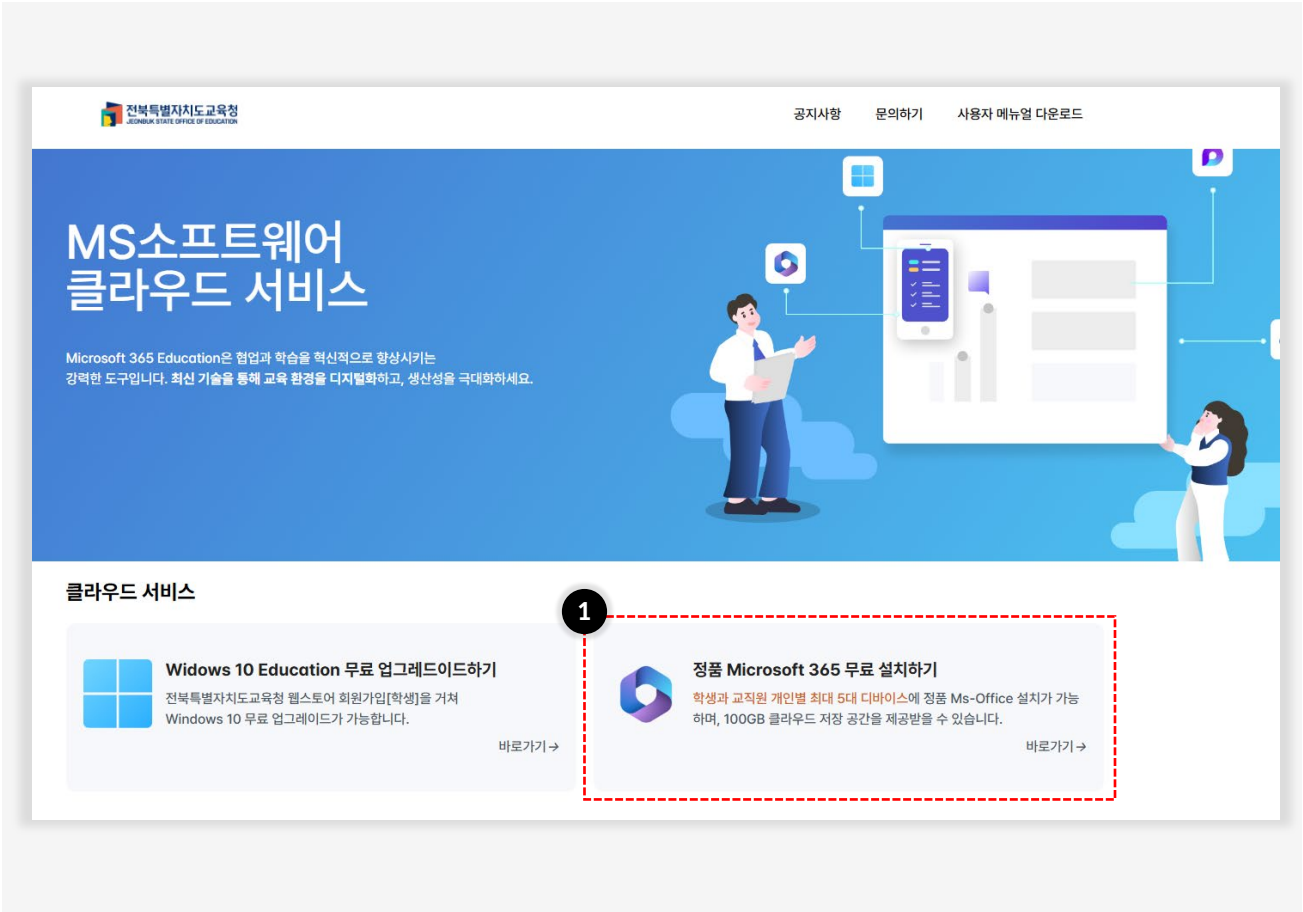 전북특별자치도교육청
JEONBUK STATE OFFICE OF EDUCATION
공지사항 문의하기 사용자 메뉴얼 다운로드
MS소프트웨어
클라우드 서비스
Microsoft 365 Education은 협업과 학습을 혁신적으로 향상시키는
강력한 도구입니다. 최신 기술을 통해 교육 환경을 디지털화하고, 생산성을 극대화하세요.
클라우드 서비스
1
Widows 10 Education 무료 업그레드이드하기
전북특별자치도교육청 웹스토어 회원가입[학생]을 거쳐
Windows 10 무료 업그레이드가 가능합니다.
바로가기→
정품 Microsoft 365 무료 설치하기
학생과 교직원 개인별 최대 5대 디바이스에 정품 Ms-Office 설치가 가능
하며, 100GB 클라우드 저장 공간을 제공받을 수 있습니다.
바로가기→